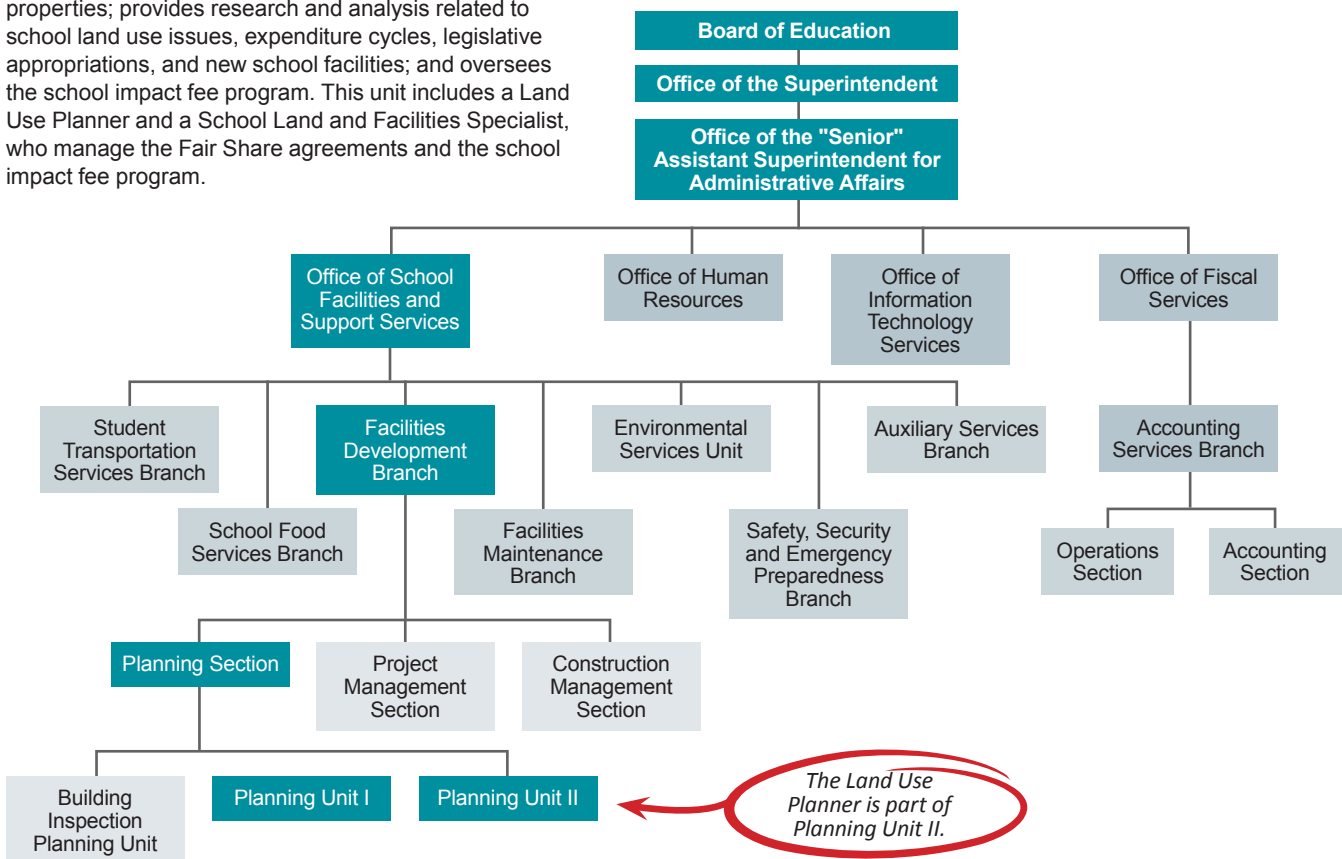 properties; provides research and analysis related to
school land use issues, expenditure cycles, legislative
appropriations, and new school facilities; and oversees
the school impact fee program. This unit includes a Land
Use Planner and a School Land and Facilities Specialist,
who manage the Fair Share agreements and the school
impact fee program.
Board of Education
Office of the Superintendent
Office of the "Senior"
Assistant Superintendent for
Administrative Affairs
Office of School
Facilities and
Support Services
Office of Human
Resources
Office of
Information
Technology
Services
Office of Fiscal
Services
Student
Transportation
Services Branch
Facilities
Development
Branch
Environmental
Services Unit
Auxiliary Services
Branch
Accounting
Services Branch
School Food
Services Branch
Facilities
Maintenance
Branch
Safety, Security
and Emergency
Preparedness
Branch
Operations
Section
Accounting
Section
Planning Section
Project
Management
Section
Construction
Management
Section
Building
Inspection
Planning Unit
Planning Unit I
Planning Unit II
The Land Use
Planner is part of
Planning Unit II.